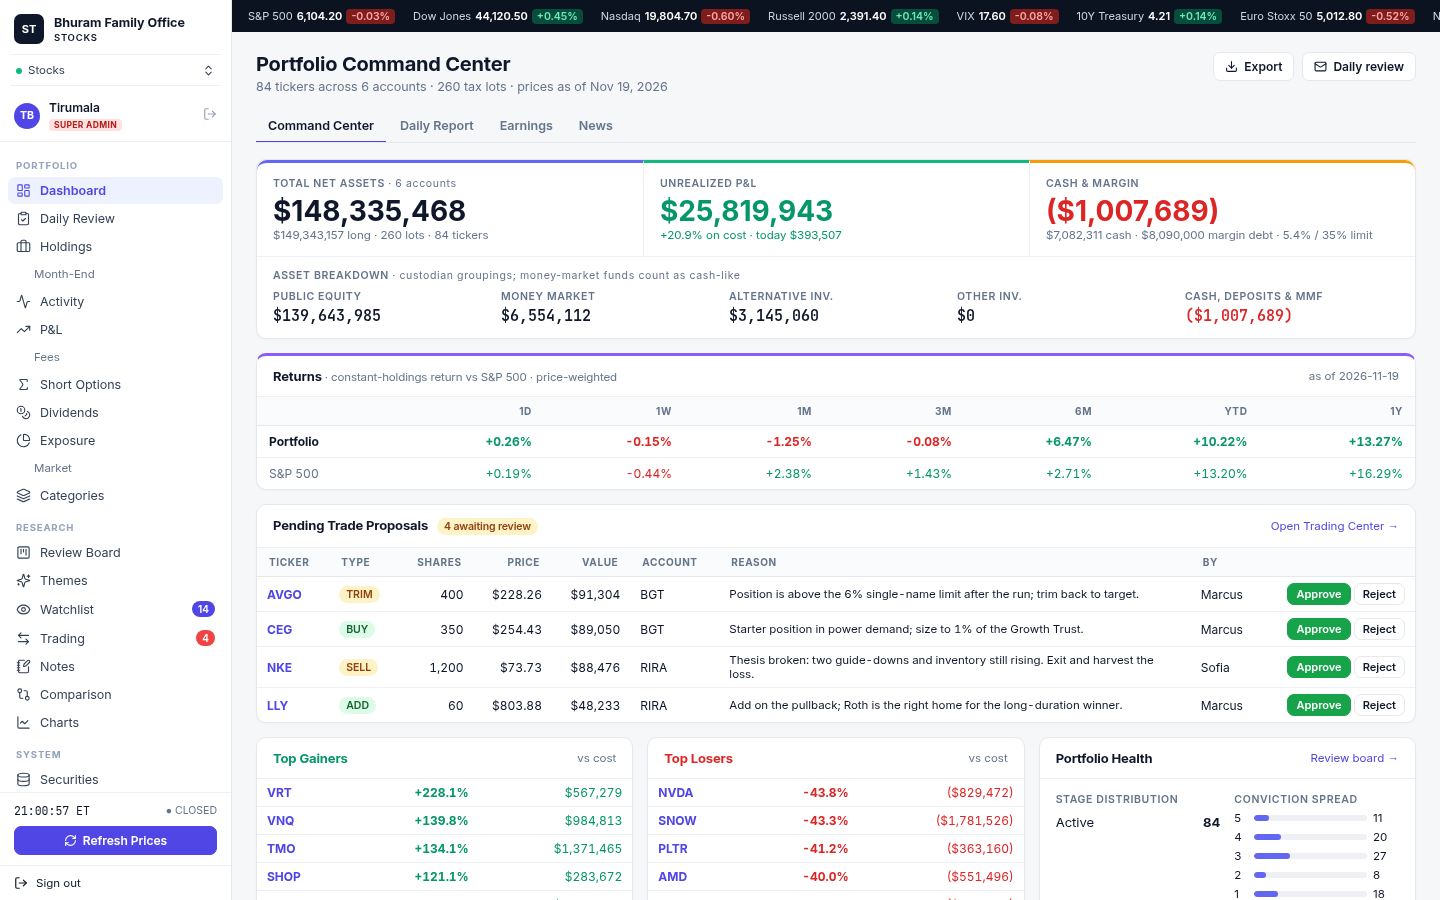 ST
Bhuram Family Office
STOCKS
Stocks
TB
Tirumala
SUPER ADMIN
PORTFOLIO
Dashboard
Daily Review
Holdings
Month-End
Activity
P&L
Fees
Short Options
Dividends
Exposure
Market
Categories
RESEARCH
Review Board
Themes
Watchlist 14
Trading 4
Notes
Comparison
Charts
SYSTEM
Securities
21:00:57 ET ● CLOSED
Refresh Prices
Sign out
S&P 500 6,104.20 -0.03% Dow Jones 44,120.50 +0.45% Nasdaq 19,804.70 -0.60% Russell 2000 2,391.40 +0.14% VIX 17.60 -0.08% 10Y Treasury 4.21 +0.14% Euro Stoxx 50 5,012.80 -0.52%
Portfolio Command Center
84 tickers across 6 accounts · 260 tax lots · prices as of Nov 19, 2026
Export
Daily review
Command Center Daily Report Earnings News
TOTAL NET ASSETS · 6 accounts
$148,335,468
$149,343,157 long · 260 lots · 84 tickers
UNREALIZED P&L
$25,819,943
+20.9% on cost · today $393,507
CASH & MARGIN
($1,007,689)
$7,082,311 cash · $8,090,000 margin debt · 5.4% / 35% limit
ASSET BREAKDOWN · custodian groupings; money-market funds count as cash-like
PUBLIC EQUITY MONEY MARKET ALTERNATIVE INV. OTHER INV. CASH, DEPOSITS & MMF
$139,643,985 $6,554,112 $3,145,060 $0 ($1,007,689)
Returns · constant-holdings return vs S&P 500 · price-weighted as of 2026-11-19
1D 1W 1M 3M 6M YTD 1Y
Portfolio +0.26% -0.15% -1.25% -0.08% +6.47% +10.22% +13.27%
S&P 500 +0.19% -0.44% +2.38% +1.43% +2.71% +13.20% +16.29%
Pending Trade Proposals 4 awaiting review Open Trading Center →
TICKER TYPE SHARES PRICE VALUE ACCOUNT REASON BY
AVGO TRIM 400 $228.26 $91,304 BGT Position is above the 6% single-name limit after the run; trim back to target. Marcus Approve Reject
CEG BUY 350 $254.43 $89,050 BGT Starter position in power demand; size to 1% of the Growth Trust. Marcus Approve Reject
NKE SELL 1,200 $73.73 $88,476 RIRA Thesis broken: two guide-downs and inventory still rising. Exit and harvest the
loss. Sofia Approve Reject
LLY ADD 60 $803.88 $48,233 RIRA Add on the pullback; Roth is the right home for the long-duration winner. Marcus Approve Reject
Top Gainers vs cost
VRT +228.1% $567,279
VNQ +139.8% $984,813
TMO +134.1% $1,371,465
SHOP +121.1% $283,672
Top Losers vs cost
NVDA -43.8% ($829,472)
SNOW -43.3% ($1,781,526)
PLTR -41.2% ($363,160)
AMD -40.0% ($551,496)
Portfolio Health Review board →
STAGE DISTRIBUTION
Active 84
CONVICTION SPREAD
5 11
4 20
3 27
2 8
1 18